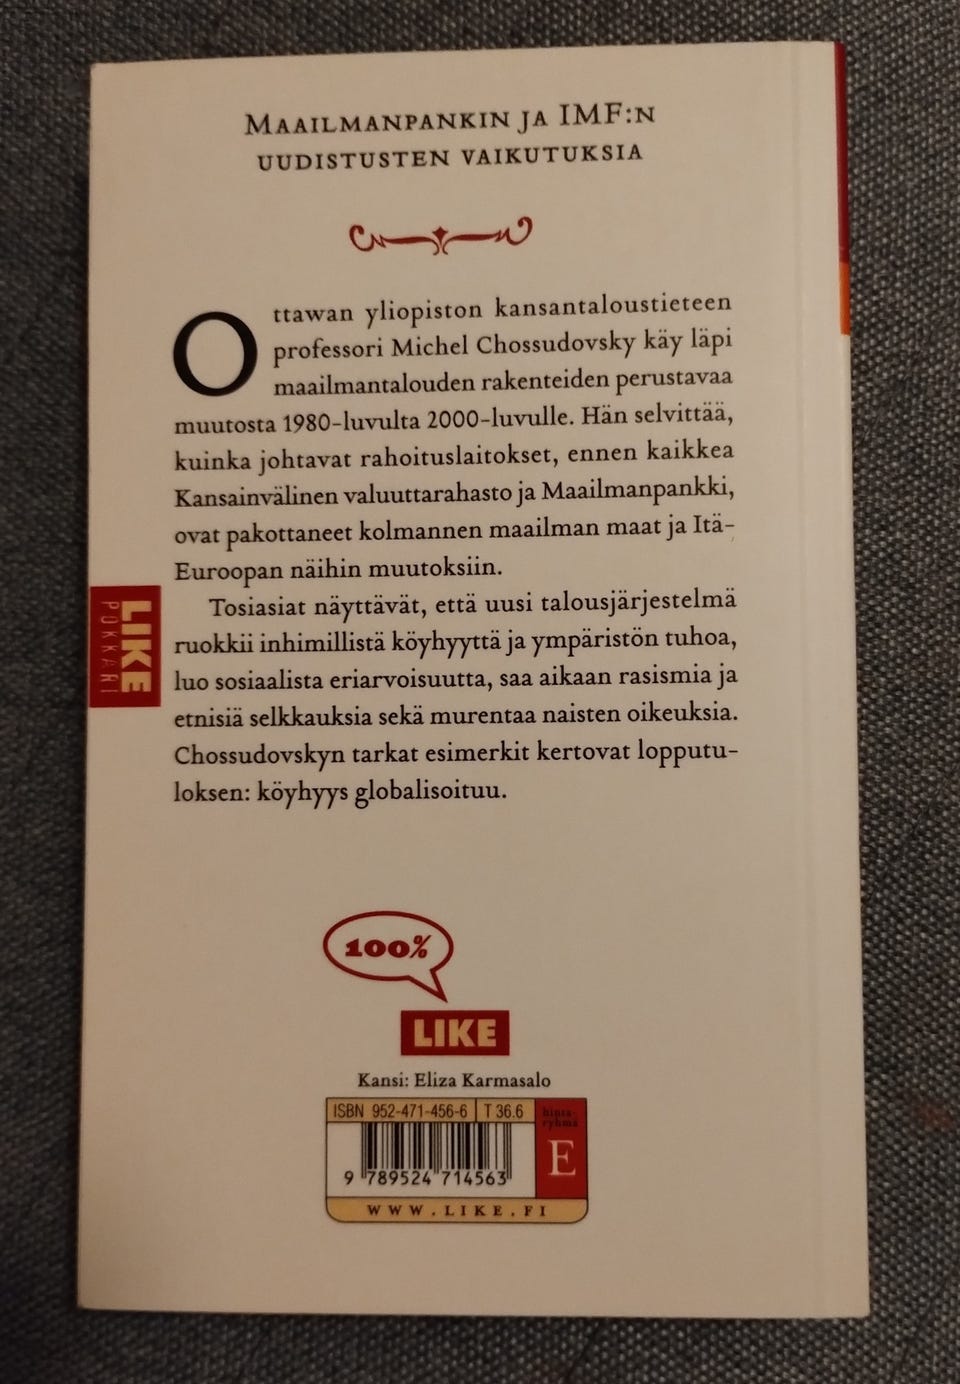 Maailmanpankin ja IMF:n
uudistusten vaikutuksia
Ottawan yliopiston kansantaloustieteen
professori Michel Chossudovsky käy läpi
maailmantalouden rakenteiden perustavaa
muutosta 1980-luvulta 2000-luvulle. Hän selvittää,
kuinka johtavat rahoituslaitokset, ennen kaikkea
Kansainvälinen valuuttarahasto ja Maailmanpankki,
ovat pakottaneet kolmannen maailman maat ja Itä-
Euroopan näihin muutoksiin.
Tosiasiat näyttävät, että uusi talousjärjestelmä
ruokkii inhimillistä köyhyyttä ja ympäristön tuhoa,
luo sosiaalista eriarvoisuutta, saa aikaan rasismia ja
etnisiä selkkauksia sekä murentaa naisten oikeuksia.
Chossudovskyn tarkat esimerkit kertovat lopputu-
loksen: köyhyys globalisoituu.
LIKE
POKKARI
100%
LIKE
Kansi: Eliza Karmasalo
ISBN 952-471-456-6 T 36.6
hinta-
ryhmä
E
9 789524 714563
WWW.LIKE.FI